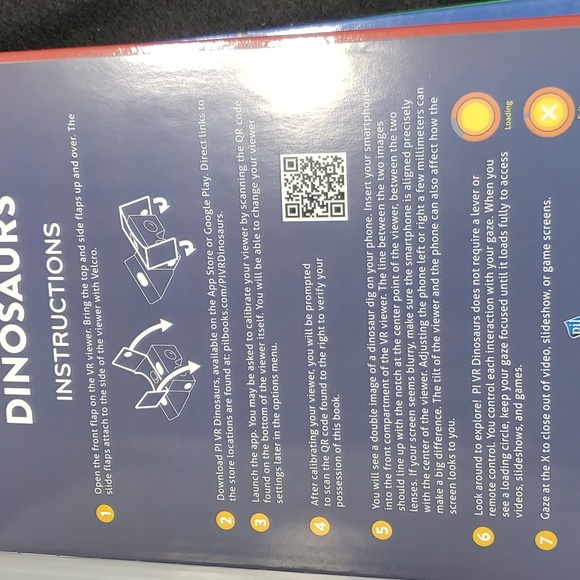 DINOSAURS
INSTRUCTIONS
1 Open the front flap on the VR viewer. Bring the top and side flaps up and over. The
slide flaps attach to the side of the viewer with Velcro.
2 Download PI VR Dinosaurs, available on the App Store or Google Play. Direct links to
the store locations are found at: pilbooks.com/PIVRDinosaurs.
3 Launch the app. You may be asked to calibrate your viewer by scanning the QR code
found on the bottom of the viewer itself. You will be able to change your viewer
settings later in the options menu.
4 After calibrating your viewer, you will be prompted
to scan the QR code found to the right to verify your
possession of this book.
5 You will see a double image of a dinosaur dig on your phone. Insert your smartphone
into the front compartment of the VR viewer. The line between the two images
should line up with the notch at the center point of the viewer, between the two
lenses. If your screen seems blurry, make sure the smartphone is aligned precisely
with the center of the viewer. Adjusting the phone left or right a few millimeters can
make a big difference. The tilt of the viewer and the phone can also affect how the
screen looks to you.
6 Look around to explore! PI VR Dinosaurs does not require a lever or
remote control. You control each interaction with your gaze. When you
see a loading circle, keep your gaze focused until it loads fully to access
videos, slideshows, and games.
Loading
7 Gaze at the X to close out of video, slideshow, or game screens.